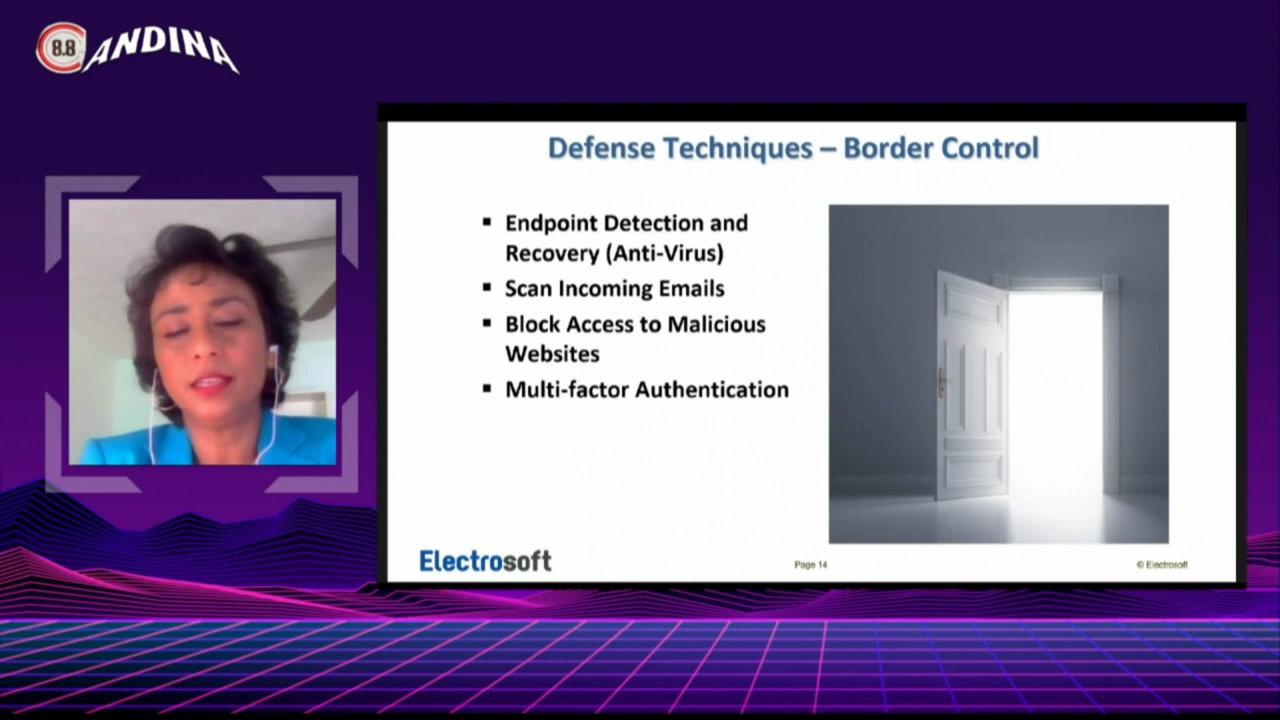 8.8 ANDINA
Defense Techniques – Border Control
▪ Endpoint Detection and
Recovery (Anti-Virus)
▪ Scan Incoming Emails
▪ Block Access to Malicious
Websites
▪ Multi-factor Authentication
Electrosoft
Page 14
© Electrosoft